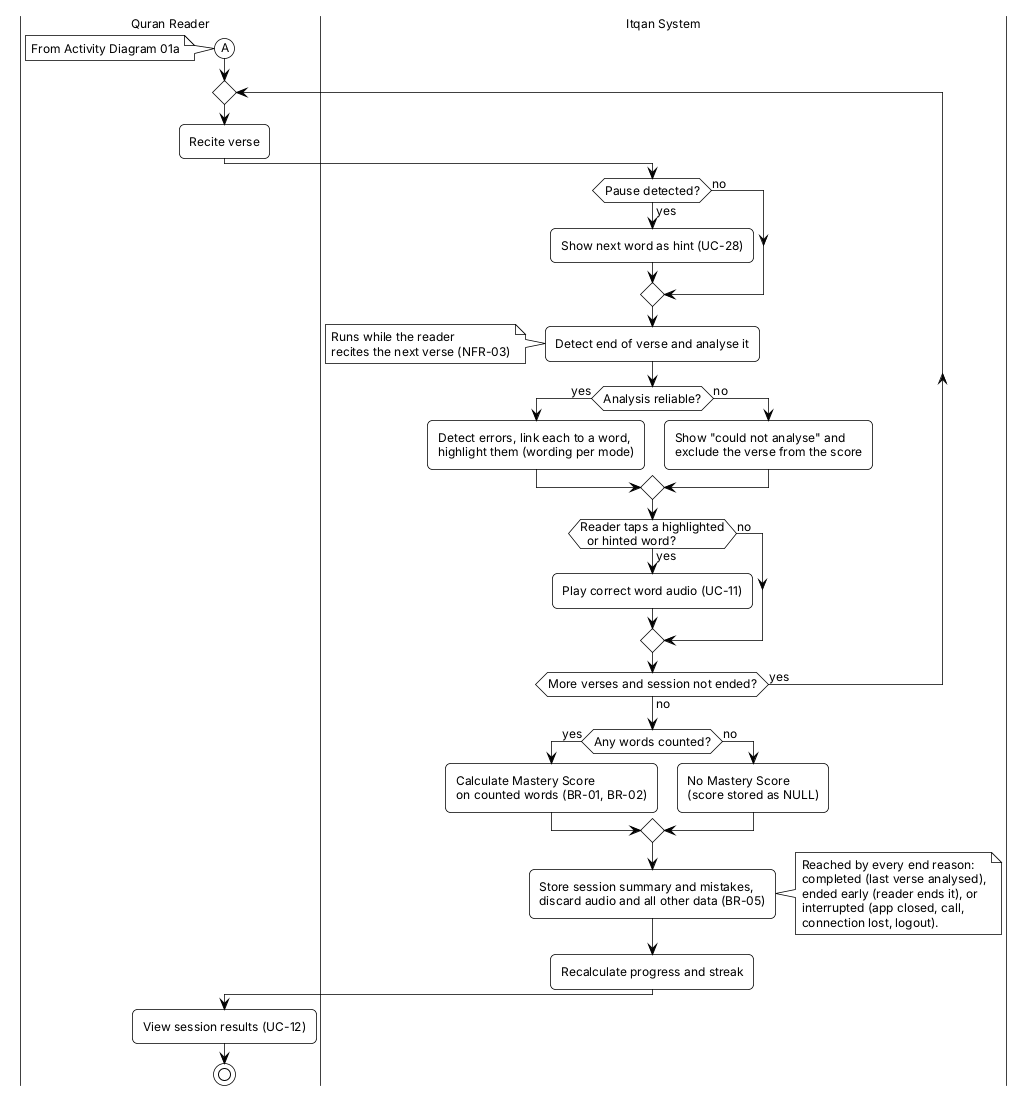 Quran Reader
Itqan System
From Activity Diagram 01a
A
Recite verse
Pause detected?
no
yes
Show next word as hint (UC-28)
Runs while the reader
recites the next verse (NFR-03)
Detect end of verse and analyse it
yes
Analysis reliable?
no
Detect errors, link each to a word,
highlight them (wording per mode)
Show "could not analyse" and
exclude the verse from the score
Reader taps a highlighted
or hinted word?
no
yes
Play correct word audio (UC-11)
More verses and session not ended?
yes
no
yes
Any words counted?
no
Calculate Mastery Score
on counted words (BR-01, BR-02)
No Mastery Score
(score stored as NULL)
Store session summary and mistakes,
discard audio and all other data (BR-05)
Reached by every end reason:
completed (last verse analysed),
ended early (reader ends it), or
interrupted (app closed, call,
connection lost, logout).
Recalculate progress and streak
View session results (UC-12)